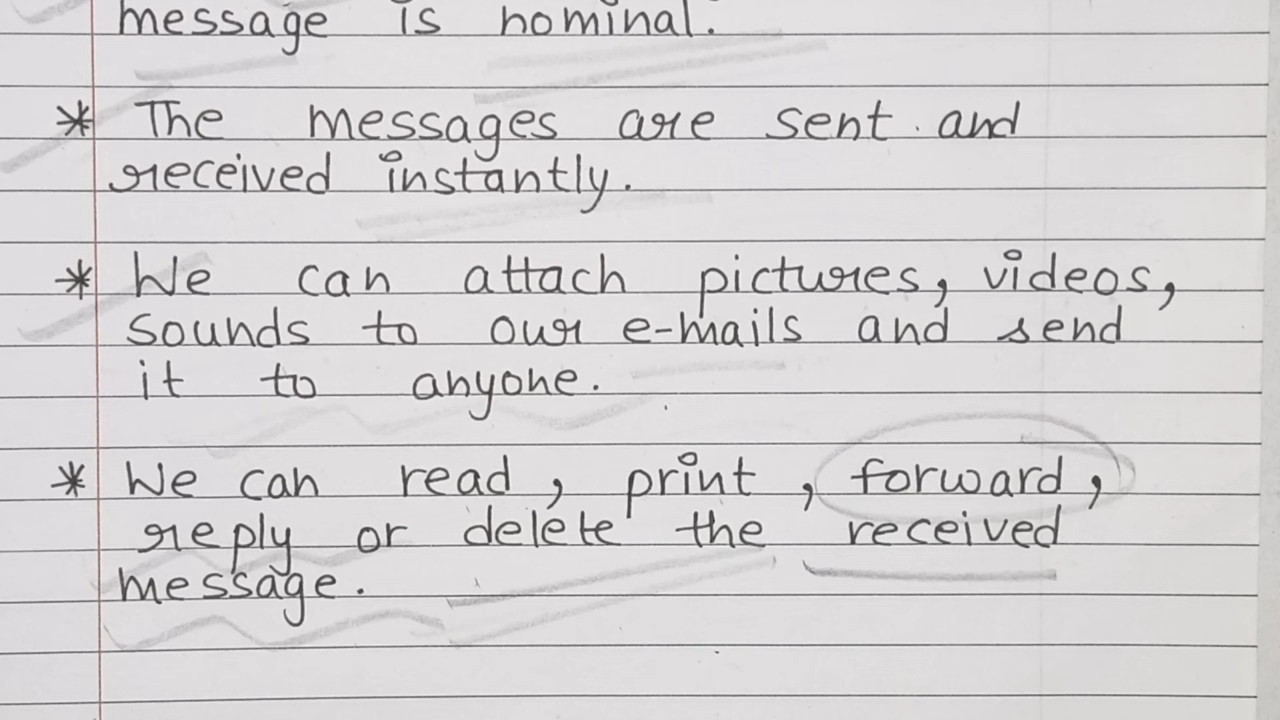 message is nominal.
* The messages are sent and
received instantly.
* We can attach pictures, videos,
sounds to our e-mails and send
it to anyone.
* We can read, print, forward,
reply or delete the received
message.